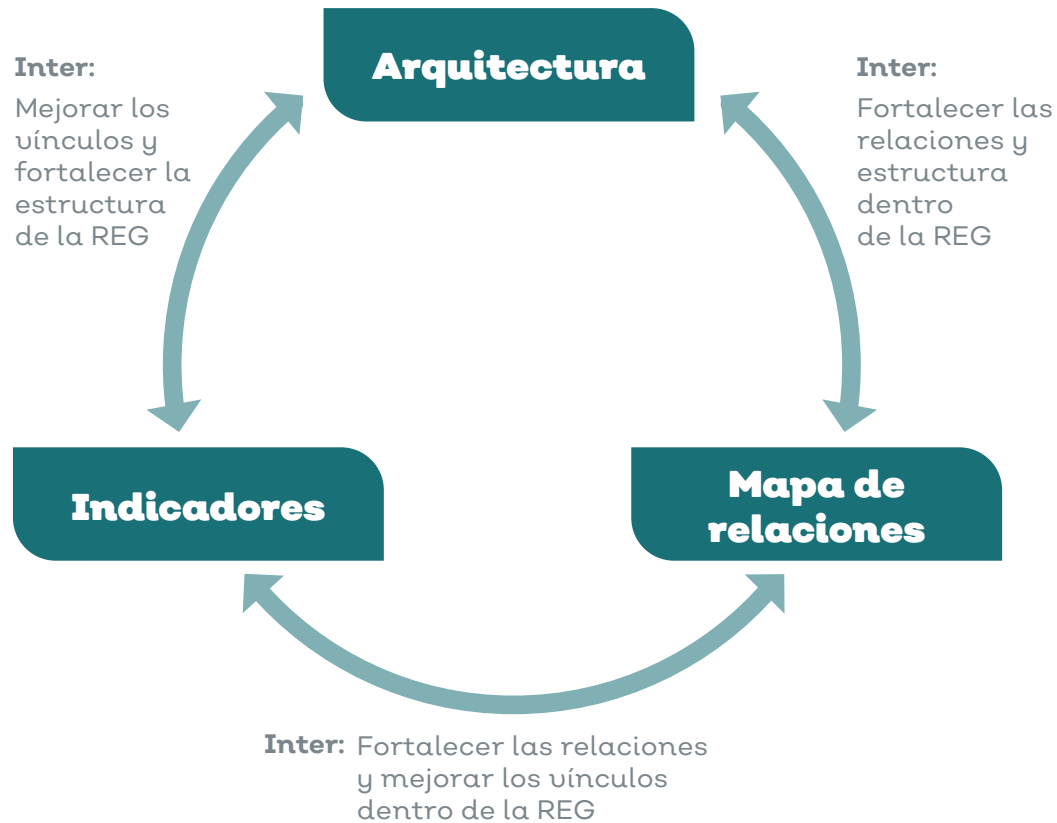 Arquitectura
Inter:
Mejorar los
vínculos y
fortalecer la
estructura
de la REG
Inter:
Fortalecer las
relaciones y
estructura
dentro
de la REG
Indicadores
Mapa de
relaciones
Inter: Fortalecer las relaciones
y mejorar los vínculos
dentro de la REG